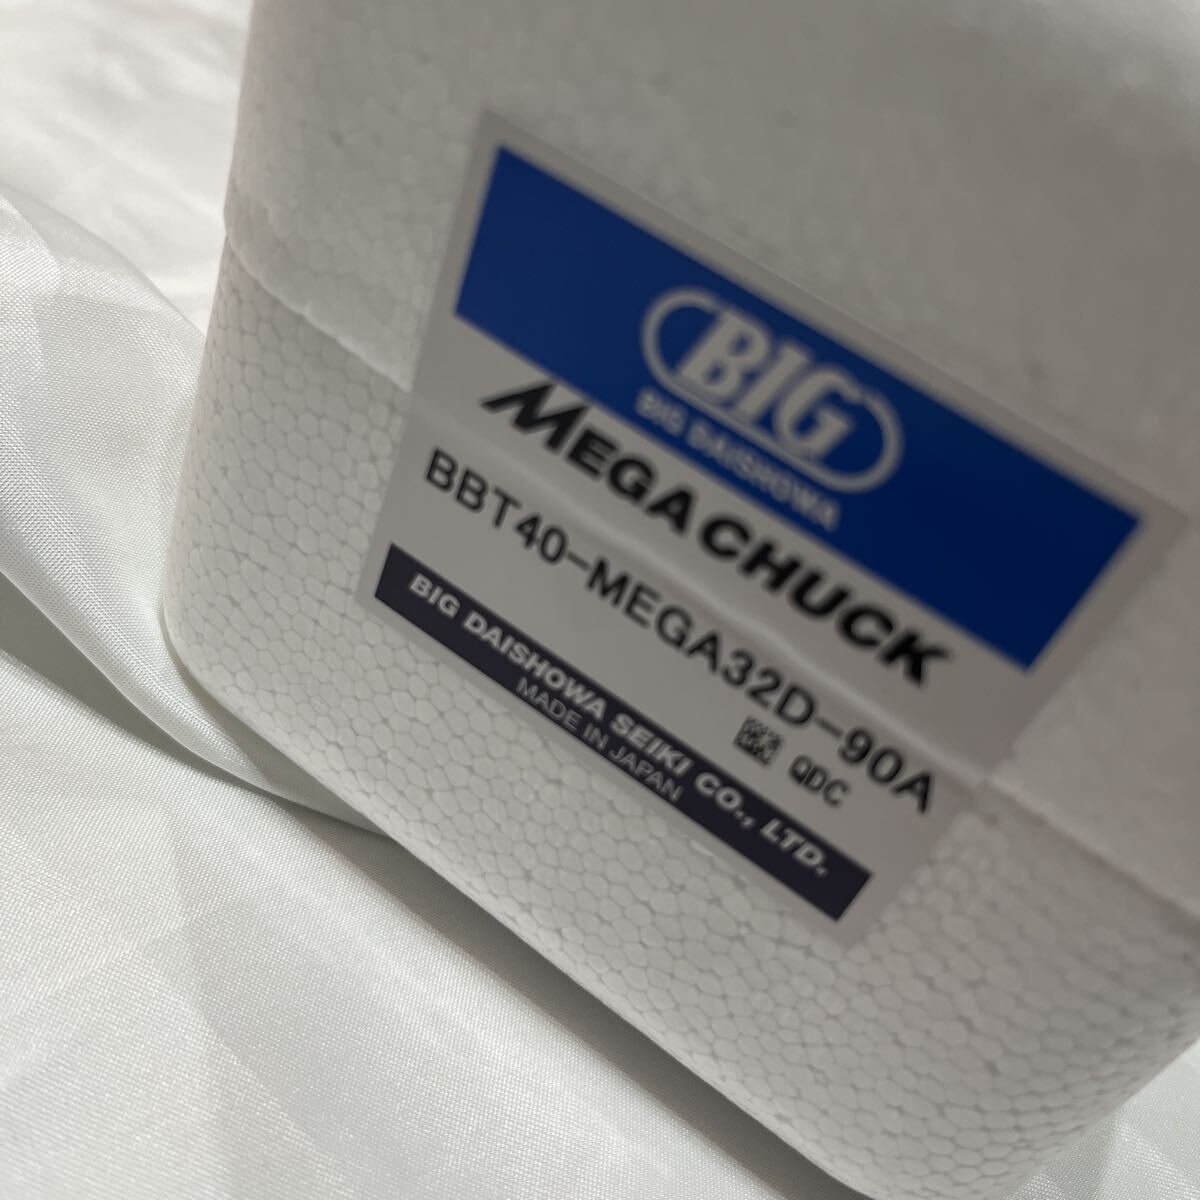 BIG
BIG DAISHOWA
MEGACHUCK
BBT40-MEGA32D-90A
QDC
BIG DAISHOWA SEIKI CO., LTD.
MADE IN JAPAN